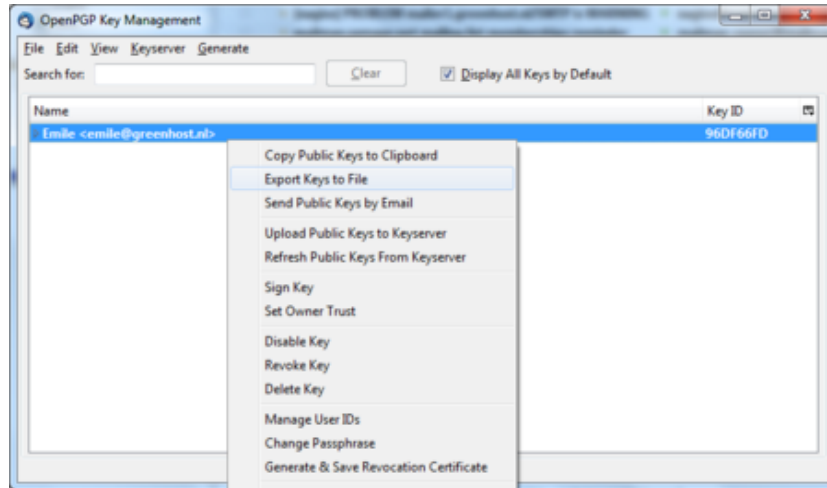 OpenPGP Key Management
File Edit View Keyserver Generate
Search for: Clear Display All Keys by Default
Name Key ID
Emile <emile@greenhost.nl> 96DF66FD
Copy Public Keys to Clipboard
Export Keys to File
Send Public Keys by Email
Upload Public Keys to Keyserver
Refresh Public Keys From Keyserver
Sign Key
Set Owner Trust
Disable Key
Revoke Key
Delete Key
Manage User IDs
Change Passphrase
Generate & Save Revocation Certificate